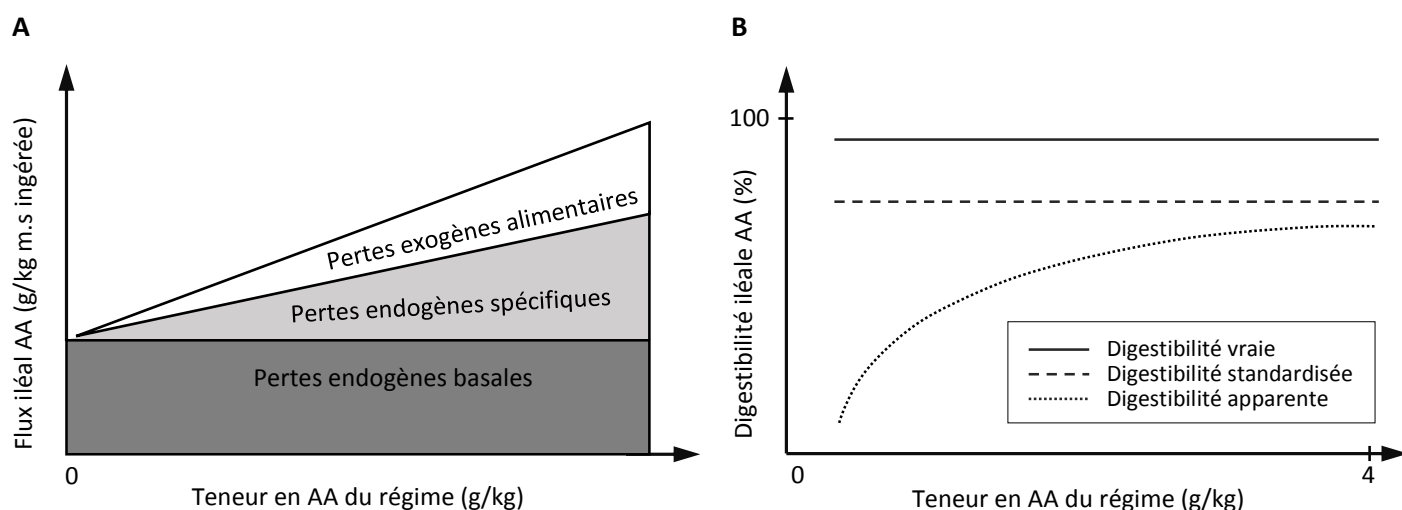 A
Flux iléal AA (g/kg m.s ingérée)
Pertes exogènes alimentaires
Pertes endogènes spécifiques
Pertes endogènes basales
0
Teneur en AA du régime (g/kg)
B
Digestibilité iléale AA (%)
100
Digestibilité vraie
Digestibilité standardisée
Digestibilité apparente
0
4
Teneur en AA du régime (g/kg)